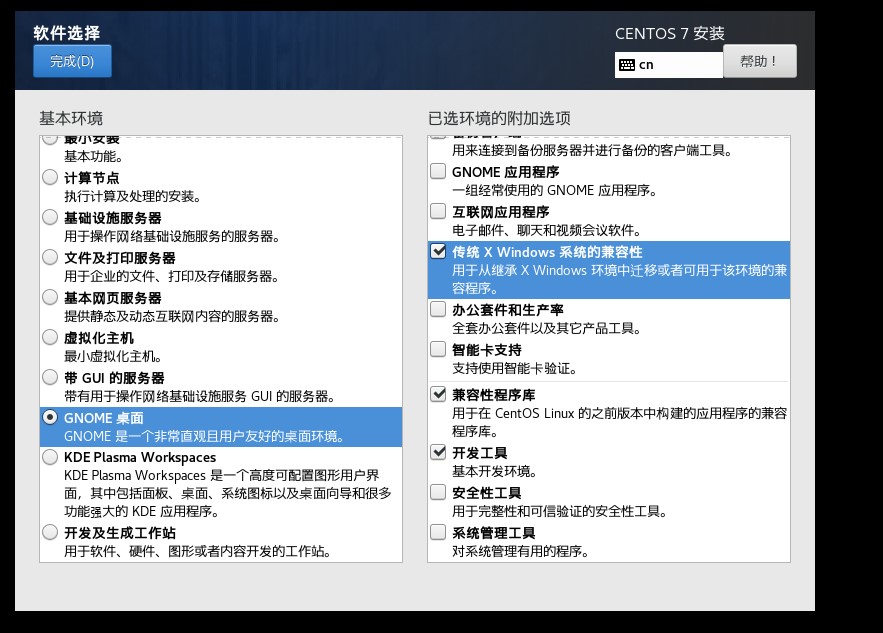 软件选择
CENTOS 7 安装
完成(D)
cn
帮助！
基本环境
已选环境的附加选项
最小安装
基本功能。
计算节点
执行计算及处理的安装。
基础设施服务器
用于操作网络基础设施服务的服务器。
文件及打印服务器
用于企业的文件、打印及存储服务器。
基本网页服务器
提供静态及动态互联网内容的服务器。
虚拟化主机
最小虚拟化主机。
带 GUI 的服务器
带有用于操作网络基础设施服务 GUI 的服务器。
GNOME 桌面
GNOME 是一个非常直观且用户友好的桌面环境。
KDE Plasma Workspaces
KDE Plasma Workspaces 是一个高度可配置图形用户界
面，其中包括面板、桌面、系统图标以及桌面向导和很多
功能强大的 KDE 应用程序。
开发及生成工作站
用于软件、硬件、图形或者内容开发的工作站。
备份客户端
用来连接到备份服务器并进行备份的客户端工具。
GNOME 应用程序
一组经常使用的 GNOME 应用程序。
互联网应用程序
电子邮件、聊天和视频会议软件。
传统 X Windows 系统的兼容性
用于从继承 X Windows 环境中迁移或者可用于该环境的兼
容程序。
办公套件和生产率
全套办公套件以及其它产品工具。
智能卡支持
支持使用智能卡验证。
兼容性程序库
用于在 CentOS Linux 的之前版本中构建的应用程序的兼容
程序库。
开发工具
基本开发环境。
安全性工具
用于完整性和可信验证的安全性工具。
系统管理工具
对系统管理有用的程序。